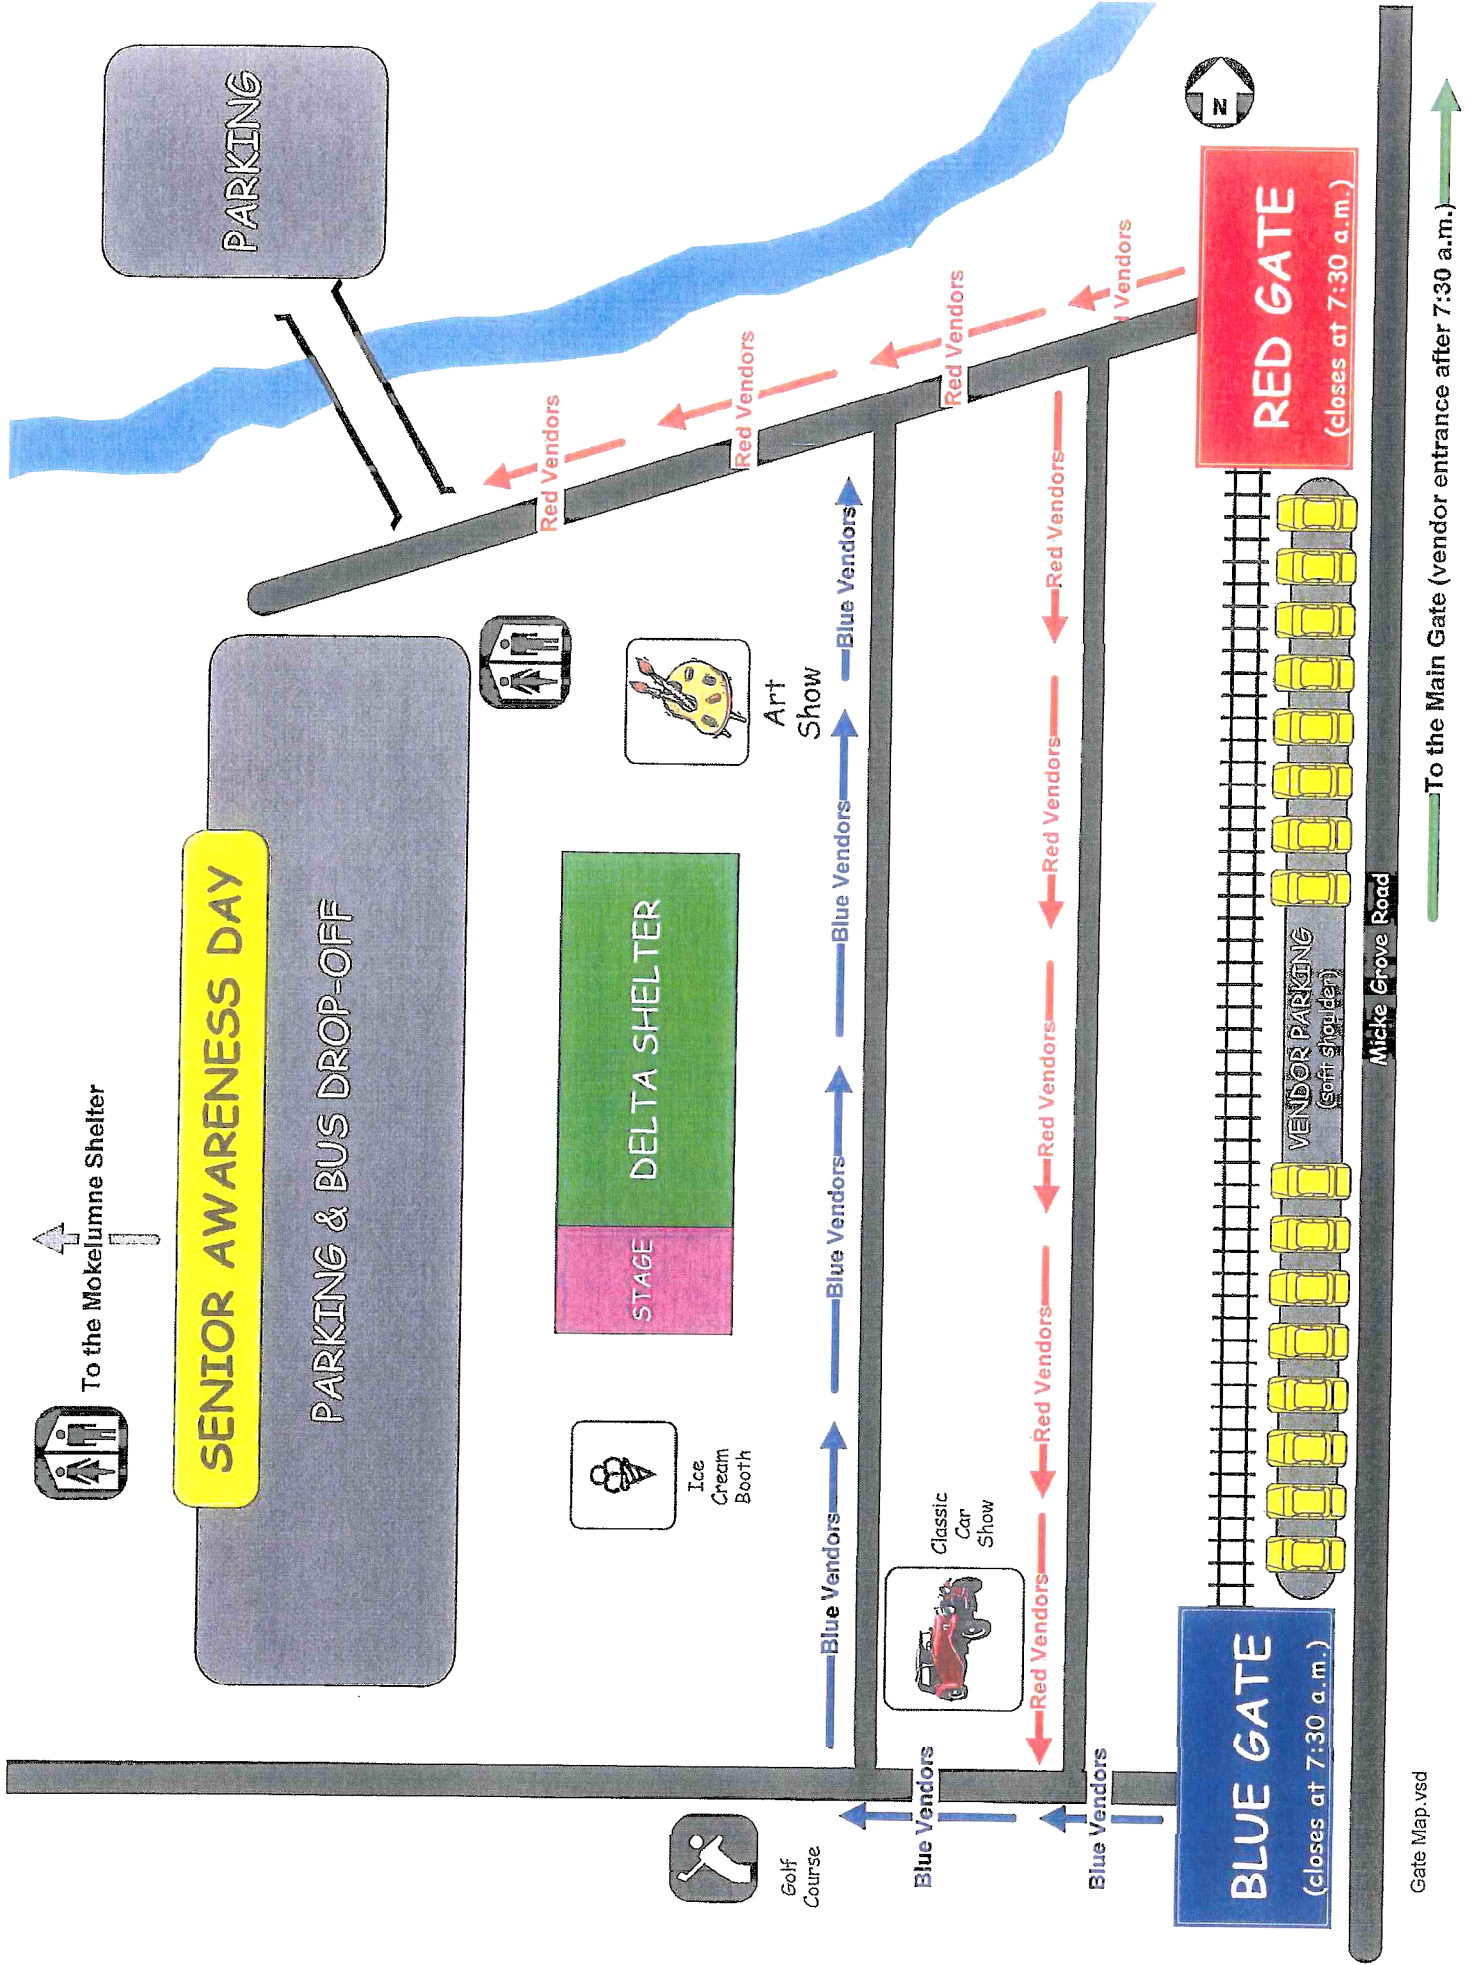 To the Mokelumne Shelter
SENIOR AWARENESS DAY
PARKING
PARKING & BUS DROP-OFF
Red Vendors
STAGE
DELTA SHELTER
Ice
Cream
Booth
Art
Show
Red Vendors
Golf
Course
Blue Vendors
Blue Vendors
Blue Vendors
Blue Vendors
Blue Vendors
Classic
Car
Show
Red Vendors
Red Vendors
Red Vendors
Red Vendors
Red Vendors
Red Vendors
Blue Vendors
Vendors
N
BLUE GATE
(closes at 7:30 a.m.)
VENDOR PARKING
(soft shoulder)
RED GATE
(closes at 7:30 a.m.)
Micke Grove Road
Gate Map.vsd
To the Main Gate (vendor entrance after 7:30 a.m.)